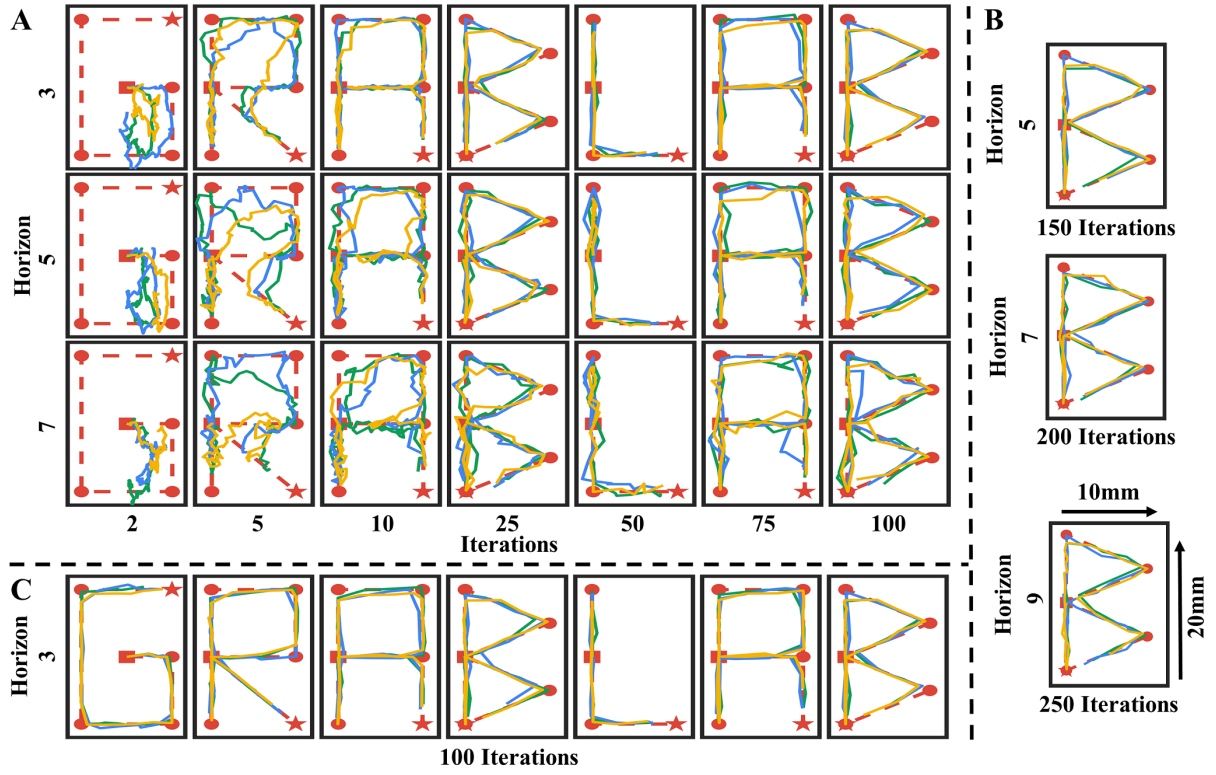 A
Horizon
3
5
7
2 5 10 25 50 75 100
Iterations
B
Horizon
5
150 Iterations
Horizon
7
200 Iterations
10mm
Horizon
9
20mm
250 Iterations
C
Horizon
3
100 Iterations